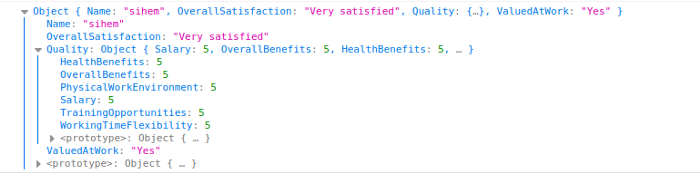 Object { Name: "sihem", OverallSatisfaction: "Very satisfied", Quality: {…}, ValuedAtWork: "Yes" }
Name: "sihem"
OverallSatisfaction: "Very satisfied"
Quality: Object { Salary: 5, OverallBenefits: 5, HealthBenefits: 5, … }
HealthBenefits: 5
OverallBenefits: 5
PhysicalWorkEnvironment: 5
Salary: 5
TrainingOpportunities: 5
WorkingTimeFlexibility: 5
<prototype>: Object { … }
ValuedAtWork: "Yes"
<prototype>: Object { … }